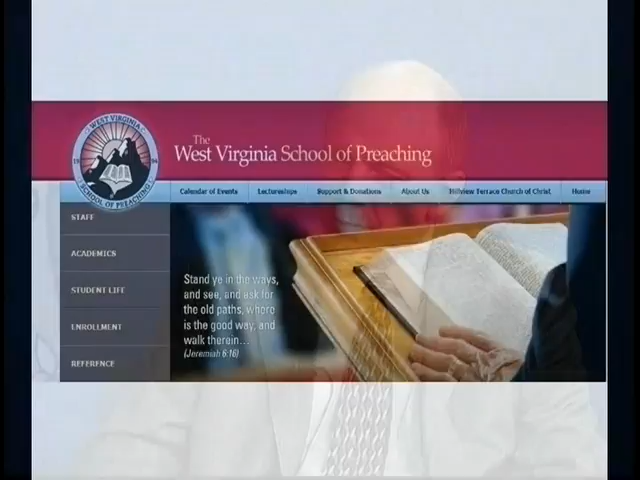 WEST VIRGINIA
19 94
SCHOOL OF PREACHING
The
West Virginia School of Preaching
Calendar of Events Lectureships Support & Donations About Us Hillview Terrace Church of Christ Home
STAFF
ACADEMICS
STUDENT LIFE
ENROLLMENT
REFERENCE
Stand ye in the ways,
and see, and ask for
the old paths, where
is the good way, and
walk therein...
(Jeremiah 6:16)